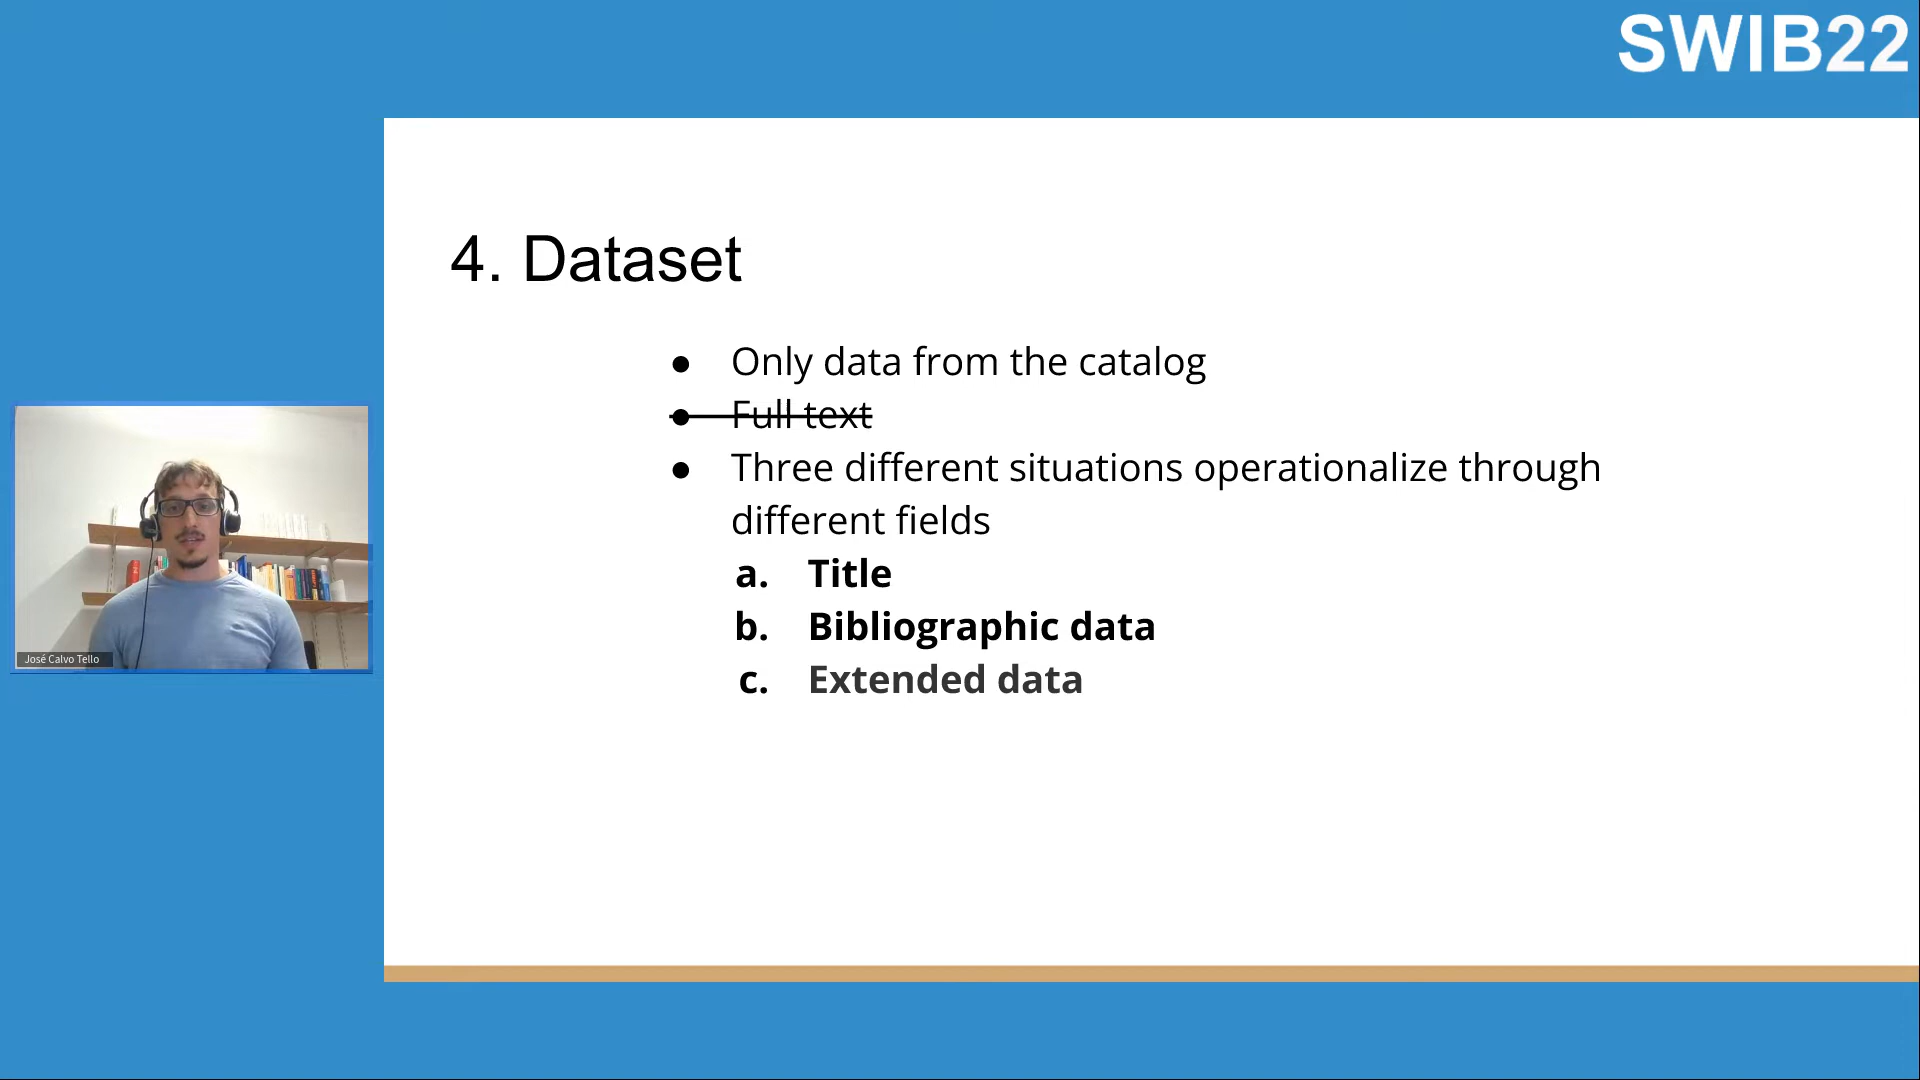 SWIB22
4. Dataset
● Only data from the catalog
● Full text
● Three different situations operationalize through
different fields
a. Title
b. Bibliographic data
c. Extended data
José Calvo Tello